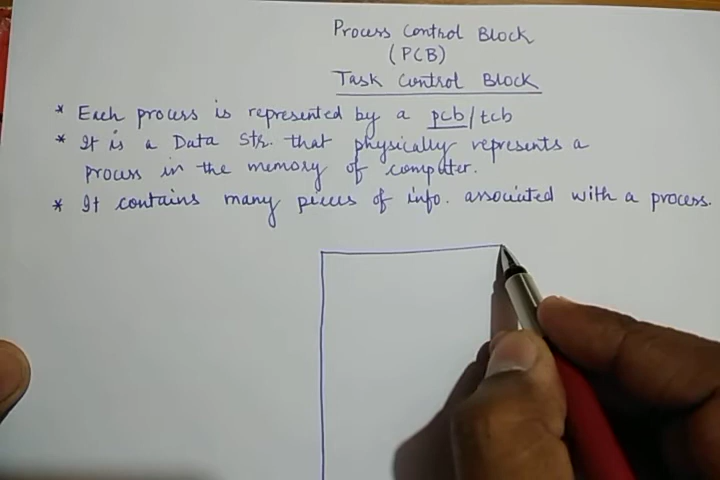 Process Control Block
(PCB)
Task Control Block
* Each process is represented by a pcb/tcb
* It is a Data Str. that physically represents a
process in the memory of computer.
* It contains many pieces of info. associated with a process.